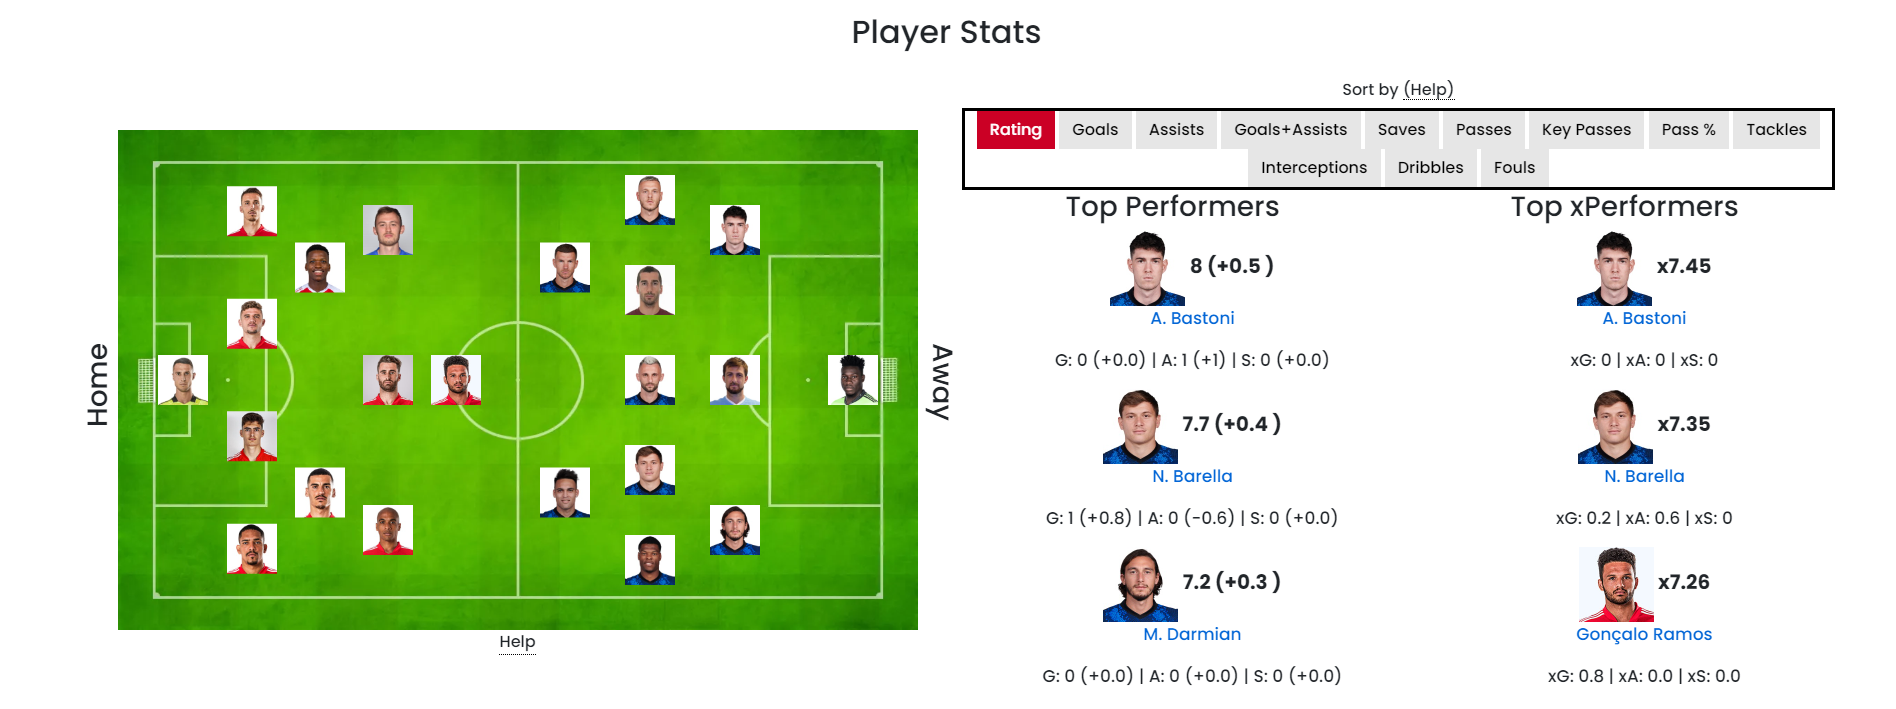 Player Stats
Sort by (Help)
Rating Goals Assists Goals+Assists Saves Passes Key Passes Pass % Tackles
Interceptions Dribbles Fouls
Home
Away
Help
Top Performers
8 (+0.5 )
A. Bastoni
G: 0 (+0.0) | A: 1 (+1) | S: 0 (+0.0)
7.7 (+0.4 )
N. Barella
G: 1 (+0.8) | A: 0 (-0.6) | S: 0 (+0.0)
7.2 (+0.3 )
M. Darmian
G: 0 (+0.0) | A: 0 (+0.0) | S: 0 (+0.0)
Top xPerformers
x7.45
A. Bastoni
xG: 0 | xA: 0 | xS: 0
x7.35
N. Barella
xG: 0.2 | xA: 0.6 | xS: 0
x7.26
Gonçalo Ramos
xG: 0.8 | xA: 0.0 | xS: 0.0